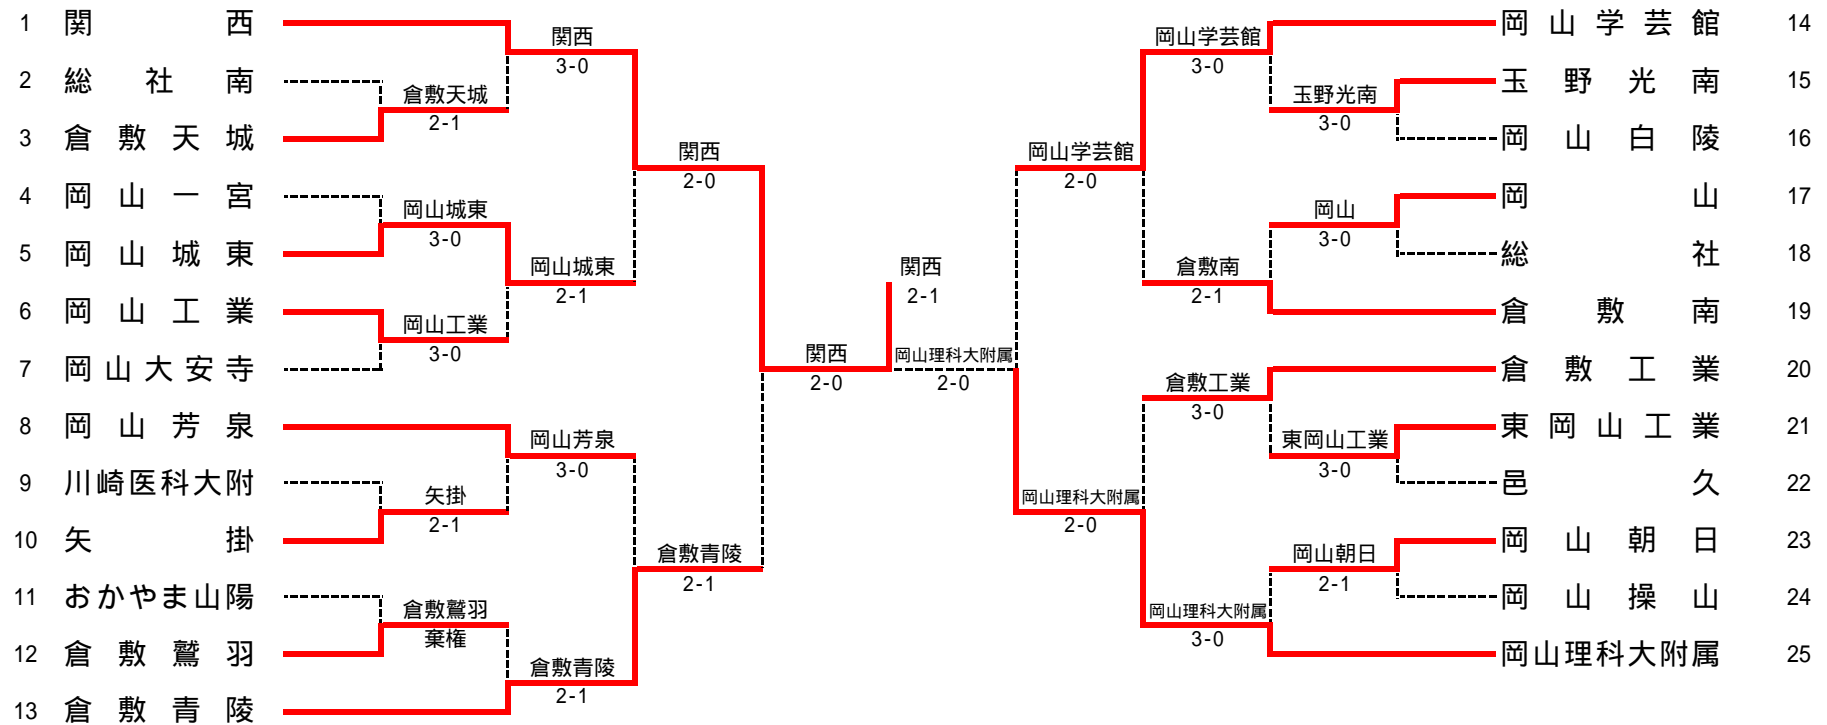 1 関西
2 総社南
3 倉敷天城
4 岡山一宮
5 岡山城東
6 岡山工業
7 岡山大安寺
8 岡山芳泉
9 川崎医科大附
10 矢掛
11 おかやま山陽
12 倉敷鷲羽
13 倉敷青陵
倉敷天城
2-1
岡山城東
3-0
岡山工業
3-0
矢掛
2-1
倉敷鷲羽
棄権
関西
3-0
岡山城東
2-1
岡山芳泉
3-0
倉敷青陵
2-1
関西
2-0
倉敷青陵
2-1
関西
2-0
関西
2-1
岡山理科大附属
2-0
岡山学芸館
2-0
岡山理科大附属
2-0
岡山学芸館
3-0
倉敷南
2-1
倉敷工業
3-0
岡山理科大附属
3-0
玉野光南
3-0
岡山
3-0
東岡山工業
3-0
岡山朝日
2-1
岡山学芸館 14
玉野光南 15
岡山白陵 16
岡山 17
総社 18
倉敷南 19
倉敷工業 20
東岡山工業 21
邑久 22
岡山朝日 23
岡山操山 24
岡山理科大附属 25